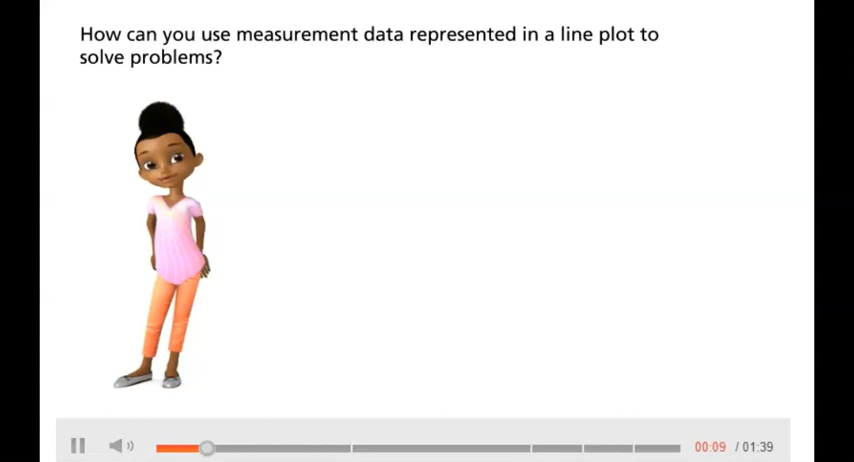 How can you use measurement data represented in a line plot to
solve problems?
00:09 / 01:39